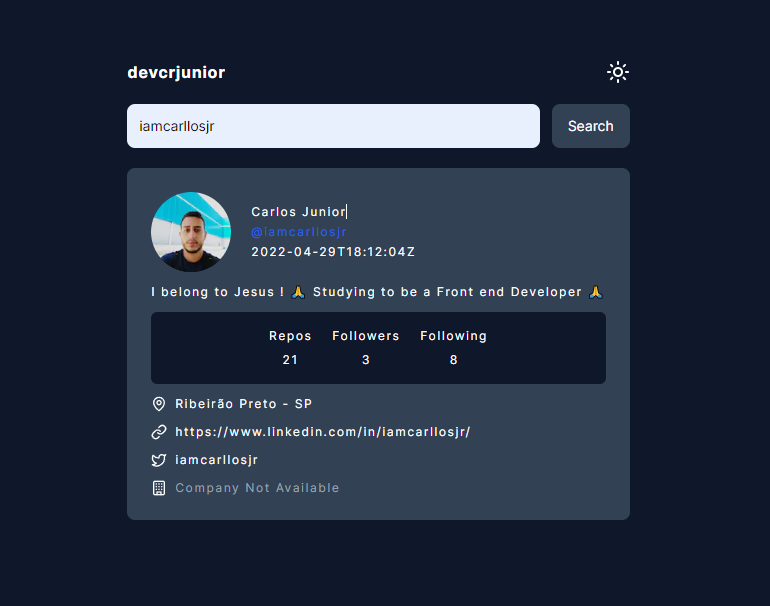 devcrjunior
iamcarllosjr
Search
Carlos Junior
@iamcarllosjr
2022-04-29T18:12:04Z
I belong to Jesus ! 🙏 Studying to be a Front end Developer 🙏
Repos Followers Following
21 3 8
Ribeirão Preto - SP
https://www.linkedin.com/in/iamcarllosjr/
iamcarllosjr
Company Not Available